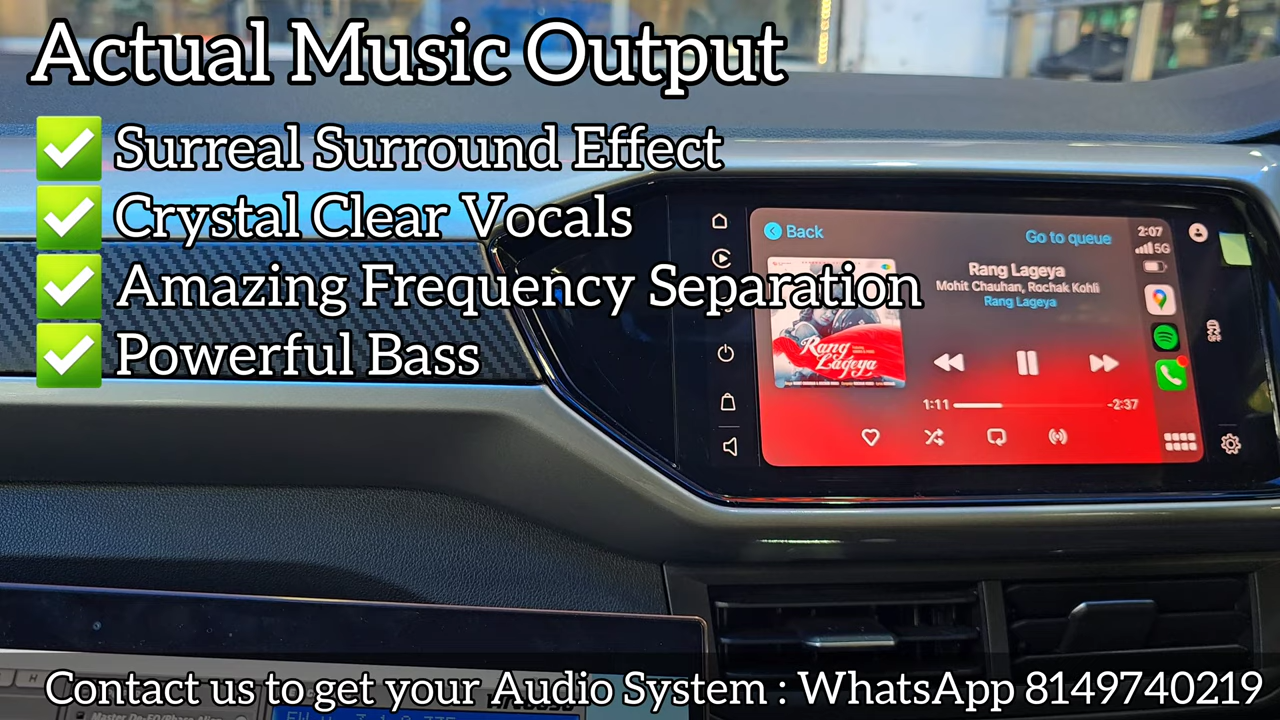 Actual Music Output
✅ Surreal Surround Effect
✅ Crystal Clear Vocals
✅ Amazing Frequency Separation
✅ Powerful Bass
Back
Go to queue
2:07
5G
Rang Lageya
Mohit Chauhan, Rochak Kohli
Rang Lageya
Rang
Lageya
OFF
1:11
-2:37
Contact us to get your Audio System : WhatsApp 8149740219